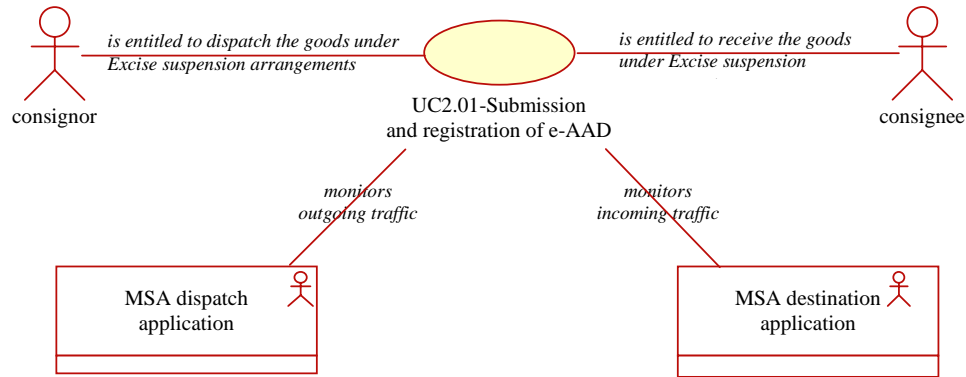 is entitled to dispatch the goods under
Excise suspension arrangements
is entitled to receive the goods
under Excise suspension
consignor
UC2.01-Submission
and registration of e-AAD
consignee
monitors
outgoing traffic
monitors
incoming traffic
MSA dispatch
application
MSA destination
application